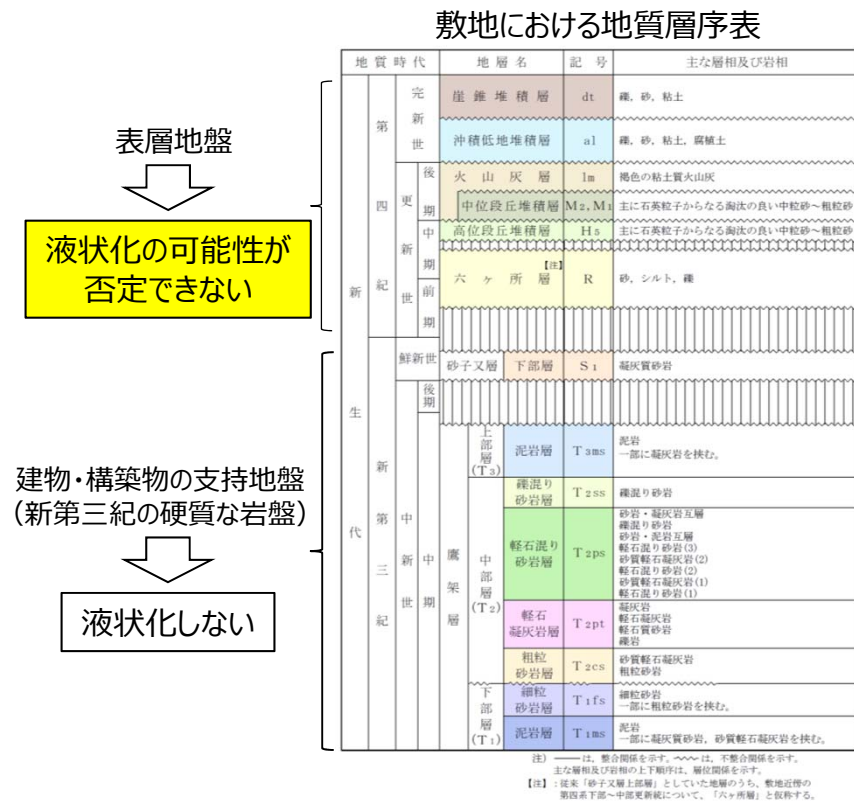 敷地における地質層序表
地質時代 地層名 記号 主な層相及び岩相
新生代
第四紀
完新世
崖錐堆積層 dt 礫，砂，粘土
沖積低地堆積層 al 礫，砂，粘土，腐植土
更新世
後期
火山灰層 lm 褐色の粘土質火山灰
中位段丘堆積層 M2,M1 主に石英粒子からなる淘汰の良い中粒砂～粗粒砂
中期
高位段丘堆積層 H5 主に石英粒子からなる淘汰の良い中粒砂～粗粒砂
前期
六ヶ所層【注】 R 砂，シルト，礫
新第三紀
鮮新世
砂子又層 下部層 S1 凝灰質砂岩
中新世
後期
中期
鷹架層
上部層(T3)
泥岩層 T3ms 泥岩
一部に凝灰岩を挟む。
中部層(T2)
礫混り
砂岩層 T2ss 礫混り砂岩
軽石混り
砂岩層 T2ps 砂岩・凝灰岩互層
礫混り砂岩
砂岩・泥岩互層
軽石混り砂岩(3)
砂質軽石凝灰岩(2)
軽石混り砂岩(2)
砂質軽石凝灰岩(1)
軽石混り砂岩(1)
軽石
凝灰岩層 T2pt 凝灰岩
軽石凝灰岩
軽石質砂岩
礫岩
粗粒
砂岩層 T2cs 砂質軽石凝灰岩
粗粒砂岩
下部層(T1)
細粒
砂岩層 T1fs 細粒砂岩
一部に粗粒砂岩を挟む。
泥岩層 T1ms 泥岩
一部に凝灰質砂岩，砂質軽石凝灰岩を挟む。
表層地盤
液状化の可能性が
否定できない
建物・構築物の支持地盤
（新第三紀の硬質な岩盤）
液状化しない
注） ――は，整合関係を示す。〰〰は，不整合関係を示す。
主な層相及び岩相の上下順序は，層位関係を示す。
【注】：従来「砂子又層上部層」としていた地層のうち，敷地近傍の
第四系下部～中部更新統について，「六ヶ所層」と仮称する。